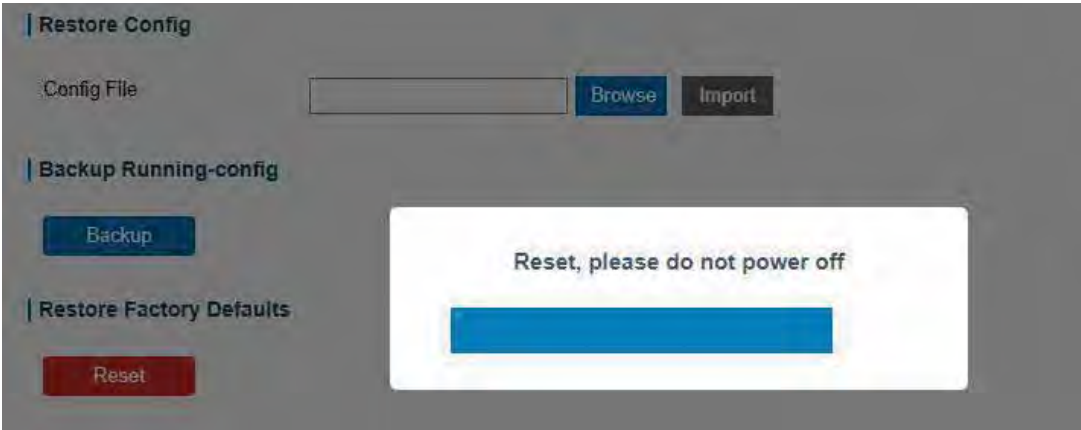 Restore Config
Config File
Browse
Import
Backup Running-config
Backup
Reset, please do not power off
Restore Factory Defaults
Reset